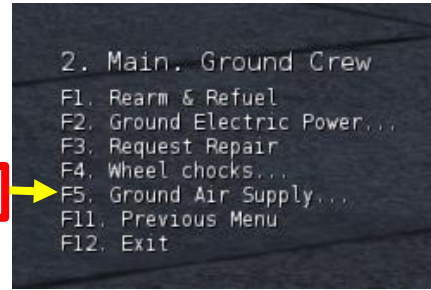 2. Main. Ground Crew
F1. Rearm & Refuel
F2. Ground Electric Power...
F3. Request Repair
F4. Wheel chocks...
F5. Ground Air Supply...
F11. Previous Menu
F12. Exit